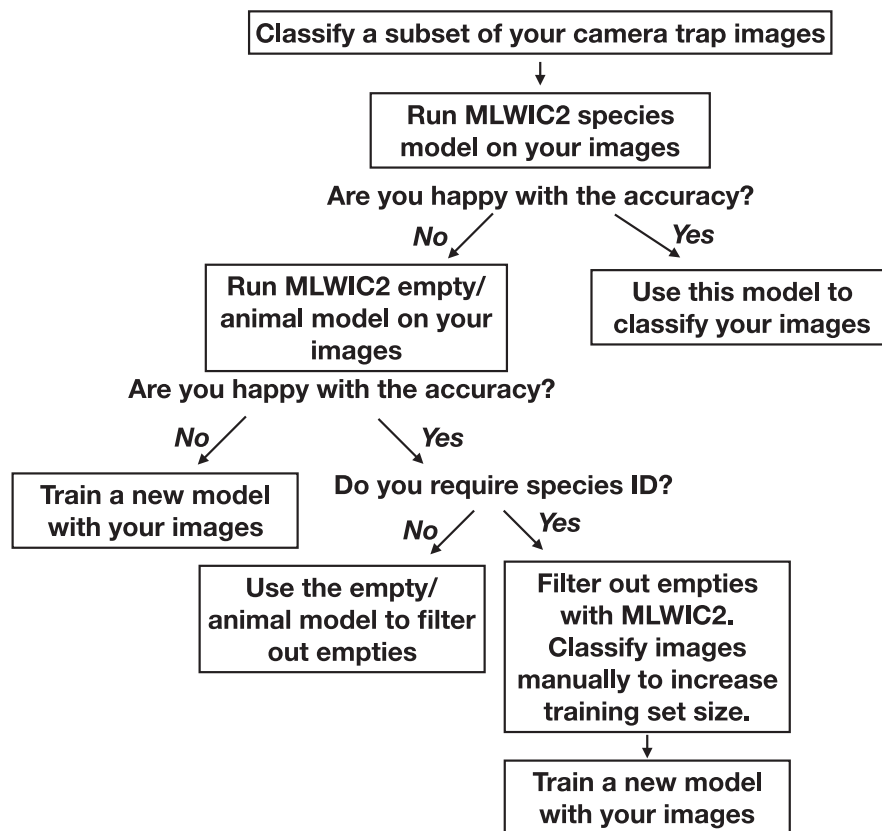 Classify a subset of your camera trap images
Run MLWIC2 species
model on your images
Are you happy with the accuracy?
No
Yes
Run MLWIC2 empty/
animal model on your
images
Use this model to
classify your images
Are you happy with the accuracy?
No
Yes
Train a new model
with your images
Do you require species ID?
No
Yes
Use the empty/
animal model to filter
out empties
Filter out empties
with MLWIC2.
Classify images
manually to increase
training set size.
Train a new model
with your images